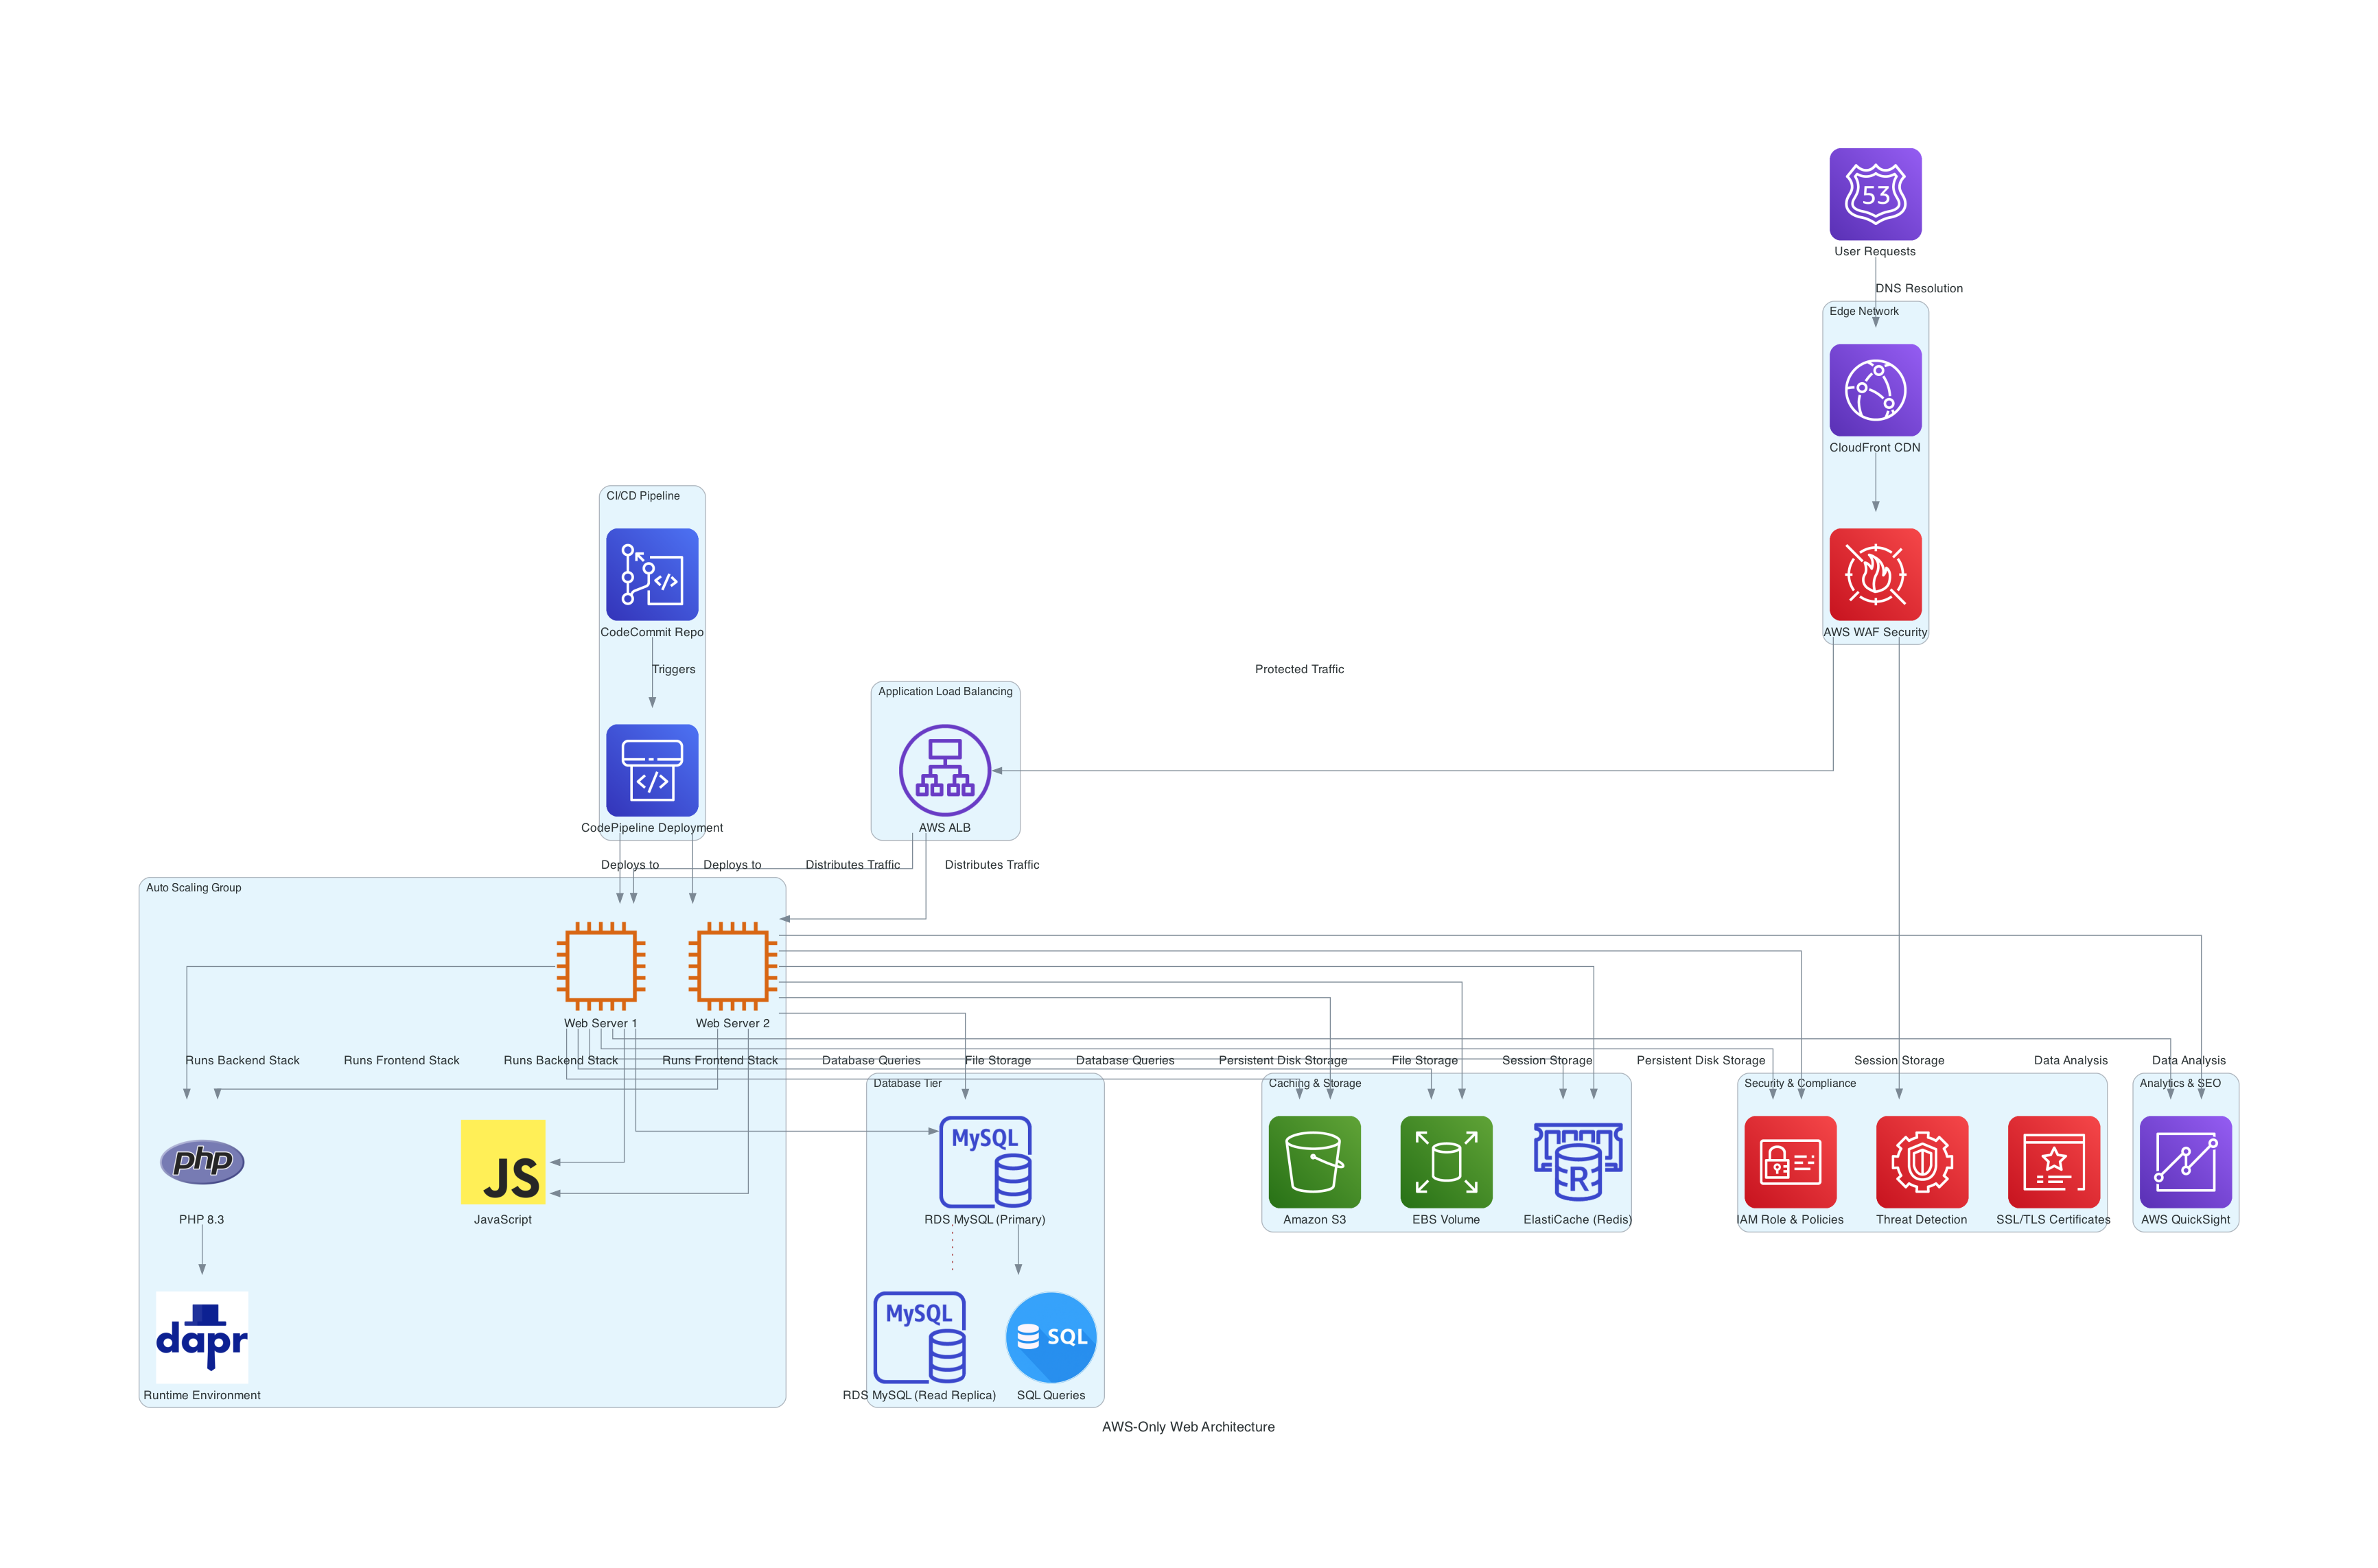 53
User Requests
DNS Resolution
Edge Network
CloudFront CDN
CI/CD Pipeline
CodeCommit Repo
AWS WAF Security
Triggers
Protected Traffic
Application Load Balancing
CodePipeline Deployment
AWS ALB
Deploys to
Deploys to
Distributes Traffic
Distributes Traffic
Auto Scaling Group
Web Server 1
Web Server 2
Runs Backend Stack
Runs Frontend Stack
Runs Backend Stack
Runs Frontend Stack
Database Queries
File Storage
Database Queries
Persistent Disk Storage
File Storage
Session Storage
Persistent Disk Storage
Session Storage
Data Analysis
Data Analysis
Database Tier
Caching & Storage
Security & Compliance
Analytics & SEO
php
JS
MySQL
R
PHP 8.3
JavaScript
RDS MySQL (Primary)
Amazon S3
EBS Volume
ElastiCache (Redis)
IAM Role & Policies
Threat Detection
SSL/TLS Certificates
AWS QuickSight
dapr
MySQL
SQL
Runtime Environment
RDS MySQL (Read Replica)
SQL Queries
AWS-Only Web Architecture